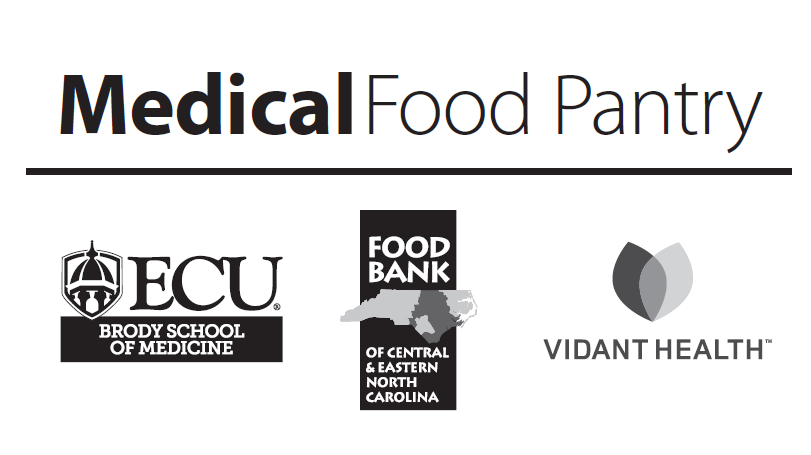 Medical Food Pantry
ECU®
BRODY SCHOOL
OF MEDICINE
FOOD
BANK
OF CENTRAL
& EASTERN
NORTH
CAROLINA
VIDANT HEALTH™